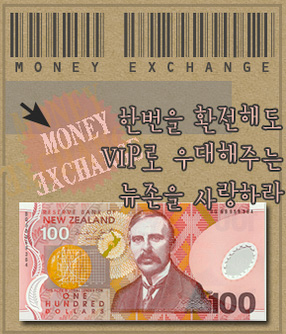 MONEY EXCHANGE
MONEY
EXCHANGE
한번을 환전해도
VIP로 우대해주는
뉴존을 사랑하라
RESERVE BANK OF
NEW ZEALAND
100
ONE
HUNDRED
DOLLARS
100